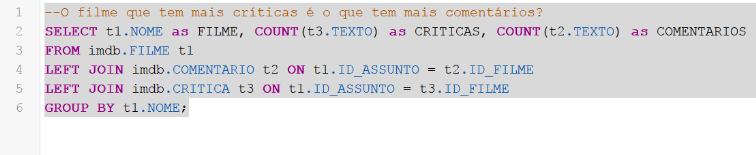 1 --O filme que tem mais críticas é o que tem mais comentários?
2 SELECT t1.NOME as FILME, COUNT(t3.TEXTO) as CRITICAS, COUNT(t2.TEXTO) as COMENTARIOS
3 FROM imdb.FILME t1
4 LEFT JOIN imdb.COMENTARIO t2 ON t1.ID_ASSUNTO = t2.ID_FILME
5 LEFT JOIN imdb.CRITICA t3 ON t1.ID_ASSUNTO = t3.ID_FILME
6 GROUP BY t1.NOME;